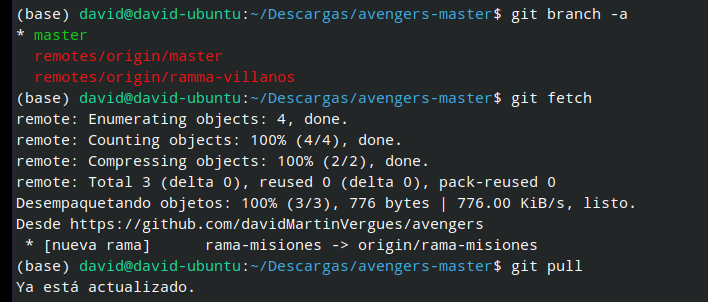 (base) david@david-ubuntu:~/Descargas/avengers-master$ git branch -a
* master
  remotes/origin/master
  remotes/origin/ramma-villanos
(base) david@david-ubuntu:~/Descargas/avengers-master$ git fetch
remote: Enumerating objects: 4, done.
remote: Counting objects: 100% (4/4), done.
remote: Compressing objects: 100% (2/2), done.
remote: Total 3 (delta 0), reused 0 (delta 0), pack-reused 0
Desempaquetando objetos: 100% (3/3), 776 bytes | 776.00 KiB/s, listo.
Desde https://github.com/davidMartinVergues/avengers
 * [nueva rama]      rama-misiones -> origin/rama-misiones
(base) david@david-ubuntu:~/Descargas/avengers-master$ git pull
Ya está actualizado.